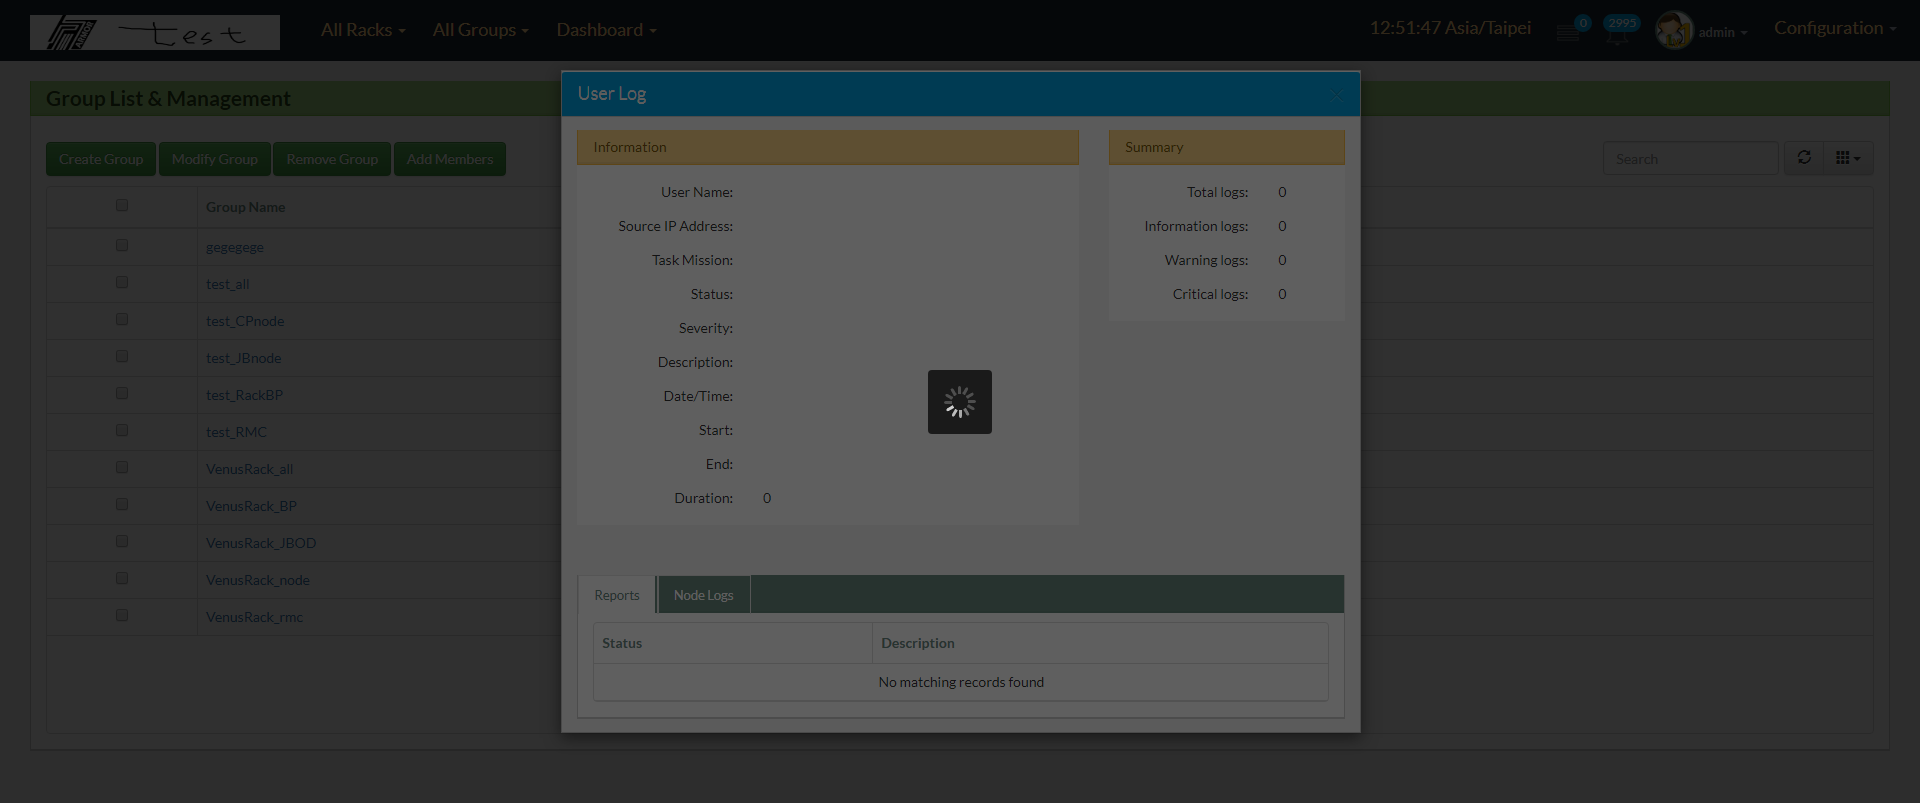 test
All Racks
All Groups
Dashboard
12:51:47 Asia/Taipei
0
2995
admin
Configuration
Group List & Management
Create Group
Modify Group
Remove Group
Add Members
Search
Group Name
gegegege
test_all
test_CPnode
test_JBnode
test_RackBP
test_RMC
VenusRack_all
VenusRack_BP
VenusRack_JBOD
VenusRack_node
VenusRack_rmc
User Log
Information
User Name:
Source IP Address:
Task Mission:
Status:
Severity:
Description:
Date/Time:
Start:
End:
Duration: 0
Summary
Total logs: 0
Information logs: 0
Warning logs: 0
Critical logs: 0
Reports
Node Logs
Status
Description
No matching records found